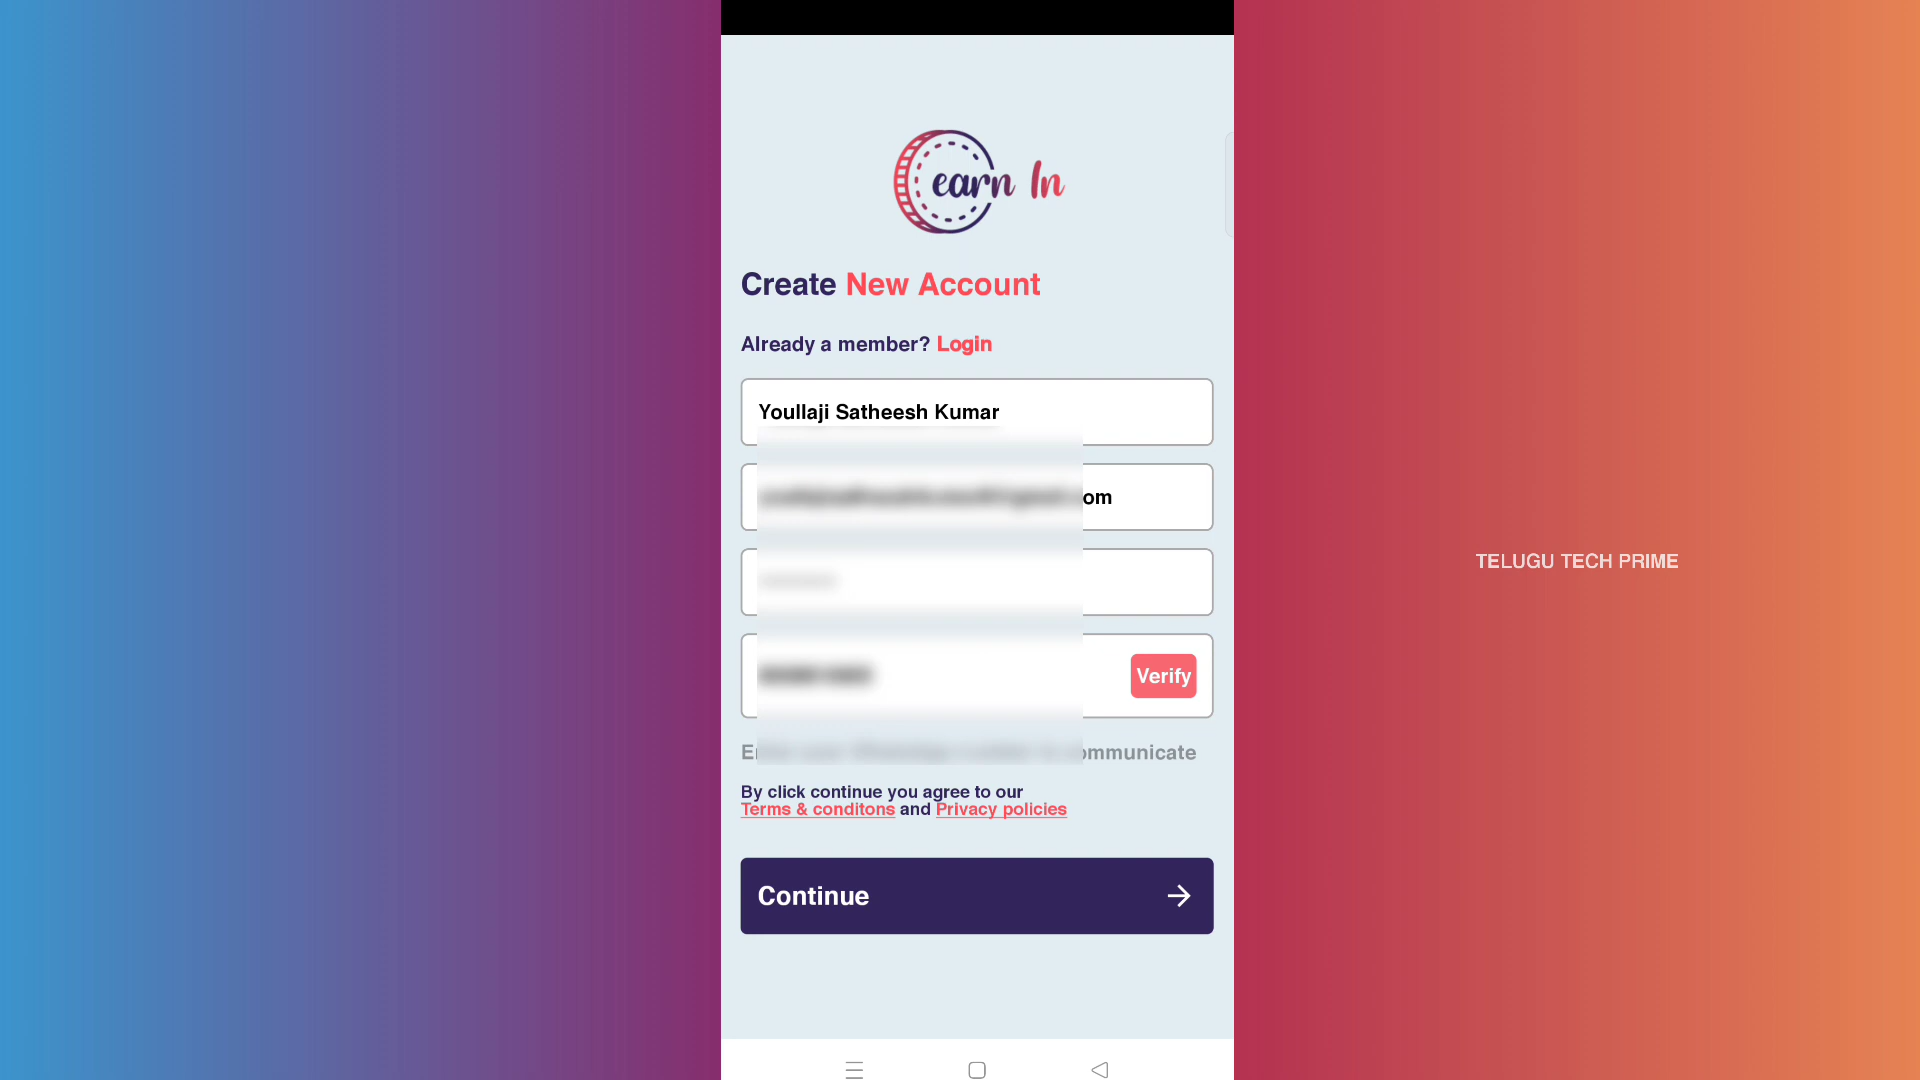 earn In
Create New Account
Already a member? Login
Youllaji Satheesh Kumar
om
Verify
ommunicate
By click continue you agree to our
Terms & conditons and Privacy policies
Continue
TELUGU TECH PRIME